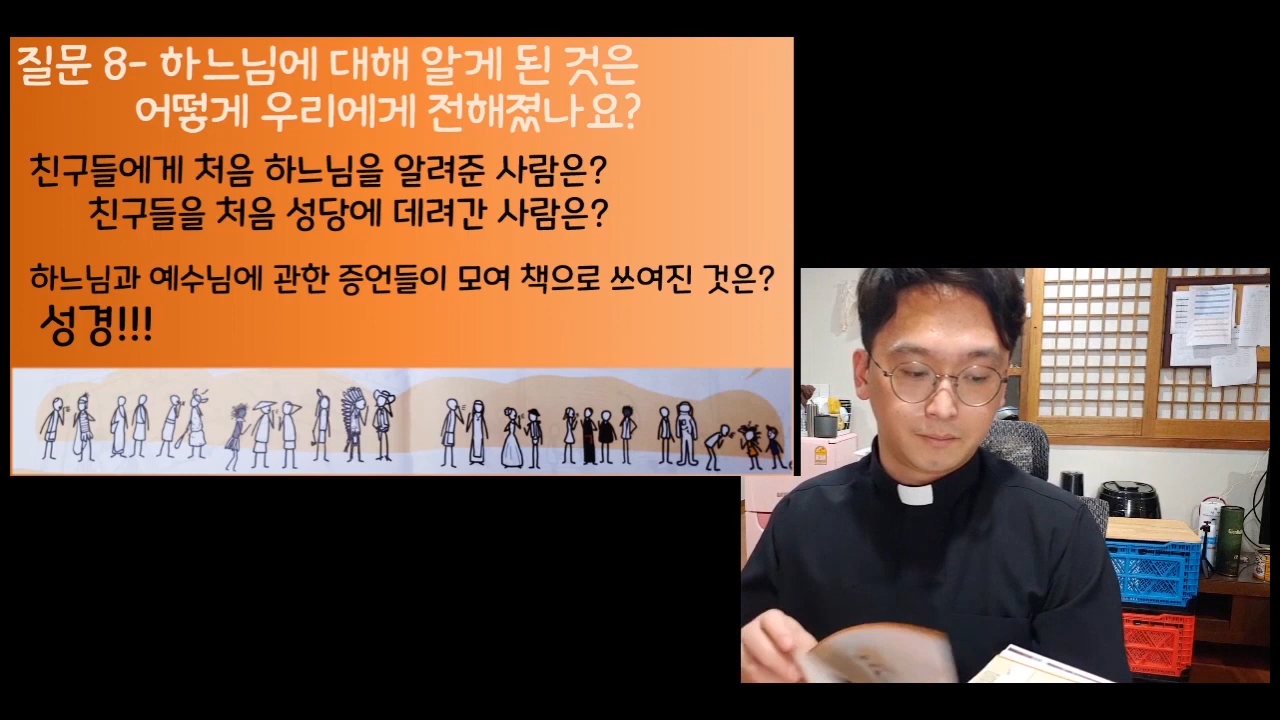 질문 8- 하느님에 대해 알게 된 것은
어떻게 우리에게 전해졌나요?
친구들에게 처음 하느님을 알려준 사람은?
친구들을 처음 성당에 데려간 사람은?
하느님과 예수님에 관한 증언들이 모여 책으로 쓰여진 것은?
성경!!!